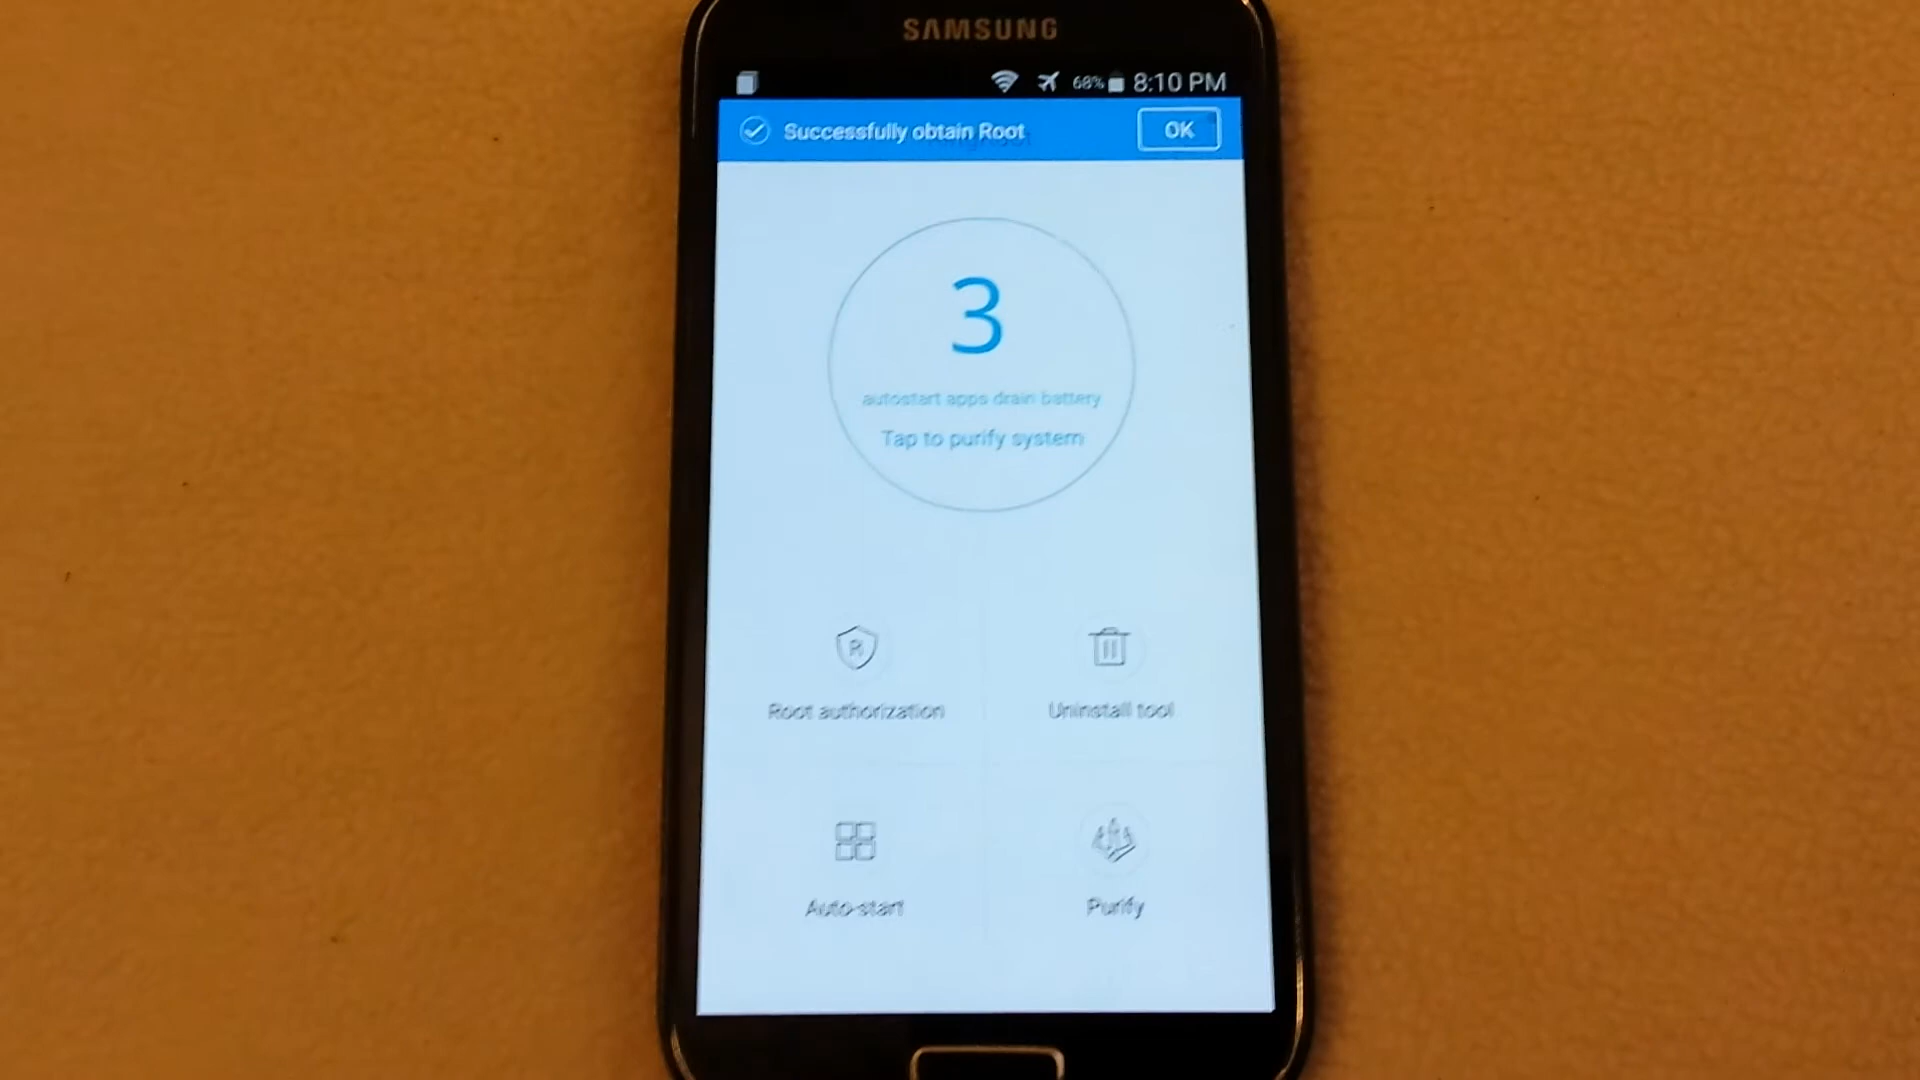 SAMSUNG
68% 8:10 PM
Successfully obtain Root
OK
3
autostart apps drain battery
Tap to purify system
Root authorization
Uninstall tool
Auto-start
Purify